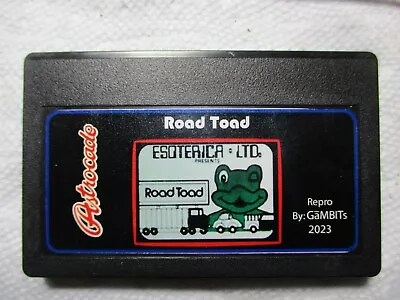 Road Toad
Astrocade
ESOTERICA © LTD.
PRESENTS
Road Toad
Repro
By: GāMBITs
2023